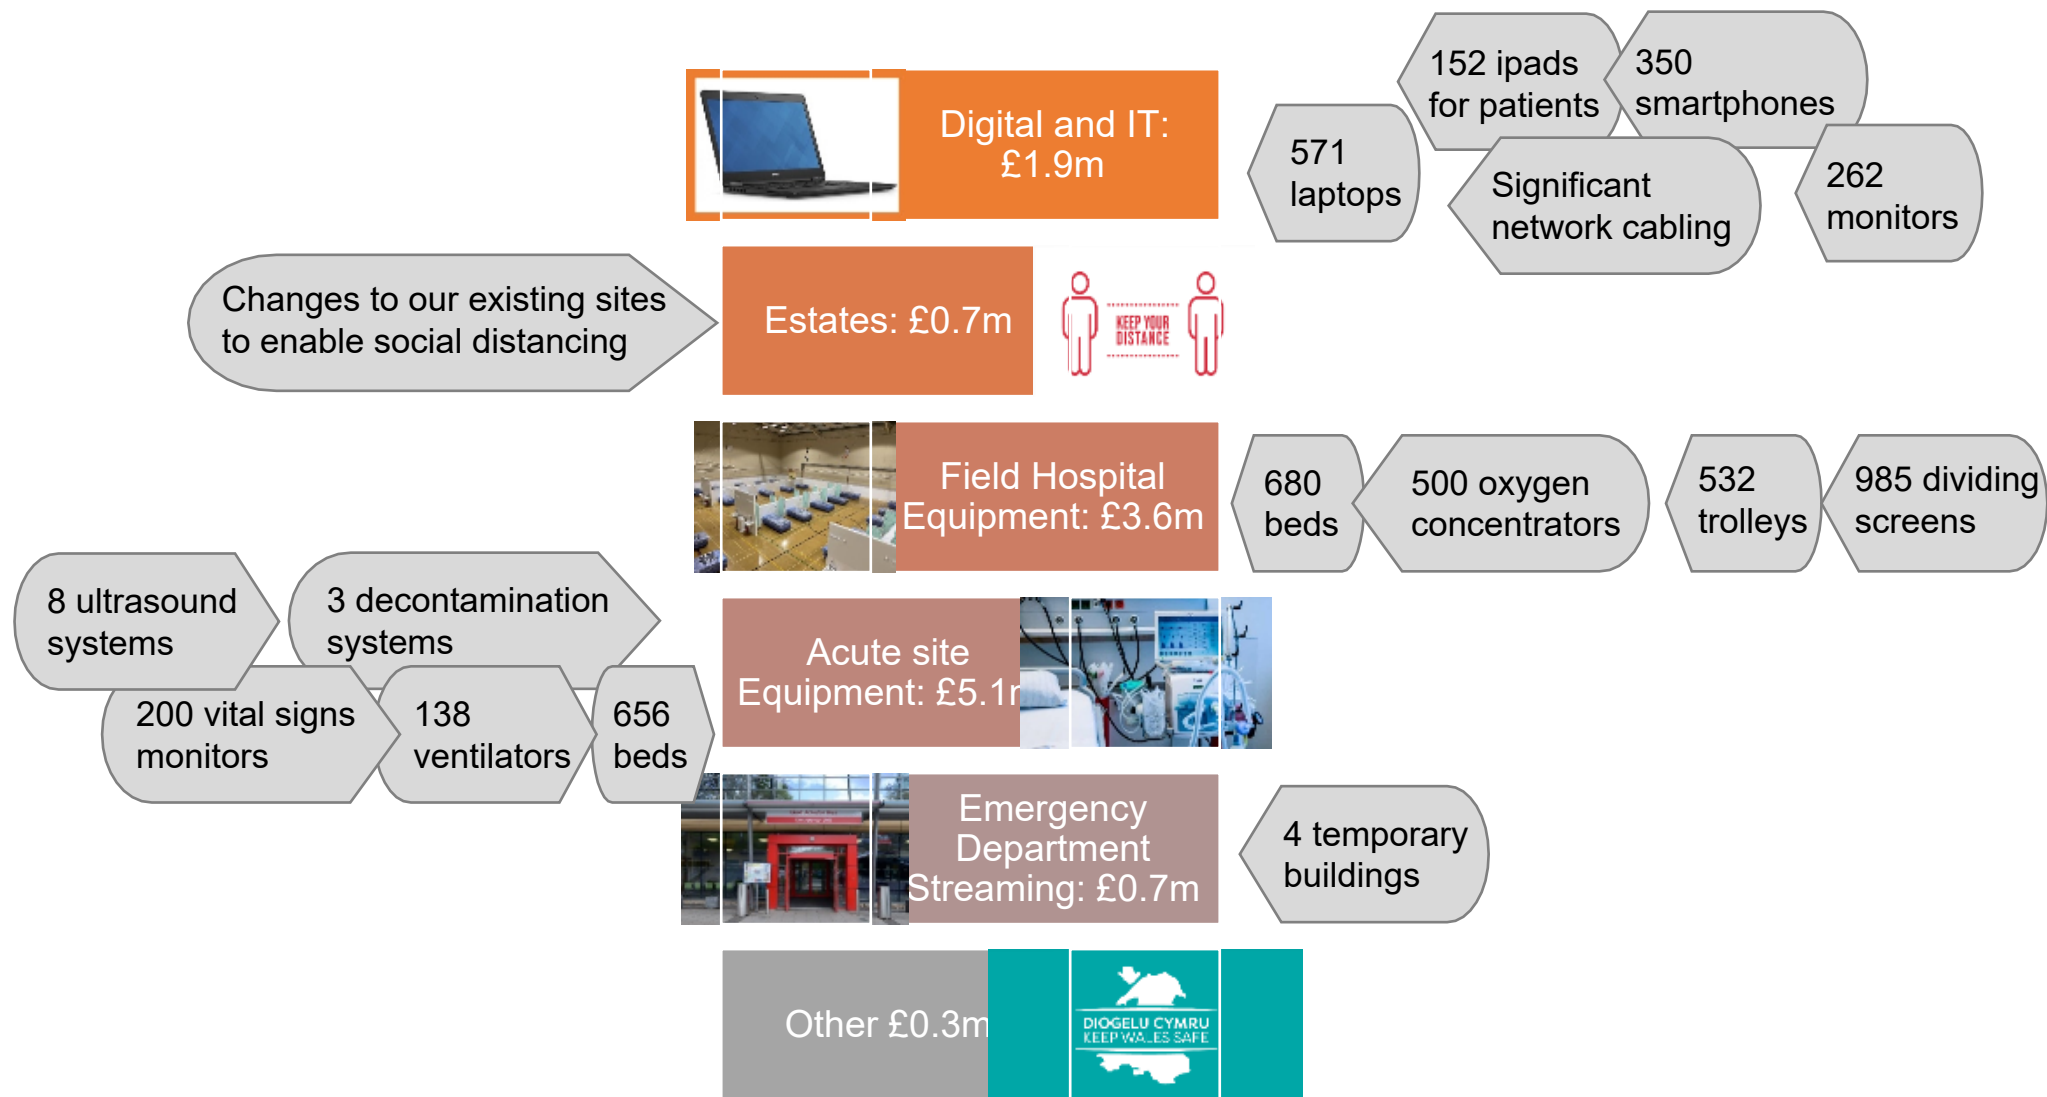 152 ipads
for patients
350
smartphones
Digital and IT:
£1.9m
571
laptops
Significant
network cabling
262
monitors
Changes to our existing sites
to enable social distancing
Estates: £0.7m
KEEP YOUR
DISTANCE
Field Hospital
Equipment: £3.6m
680
beds
500 oxygen
concentrators
532
trolleys
985 dividing
screens
8 ultrasound
systems
3 decontamination
systems
200 vital signs
monitors
138
ventilators
656
beds
Acute site
Equipment: £5.1
Emergency
Department
Streaming: £0.7m
4 temporary
buildings
Other £0.3m
DIOGELU CYMRU
KEEP WALES SAFE